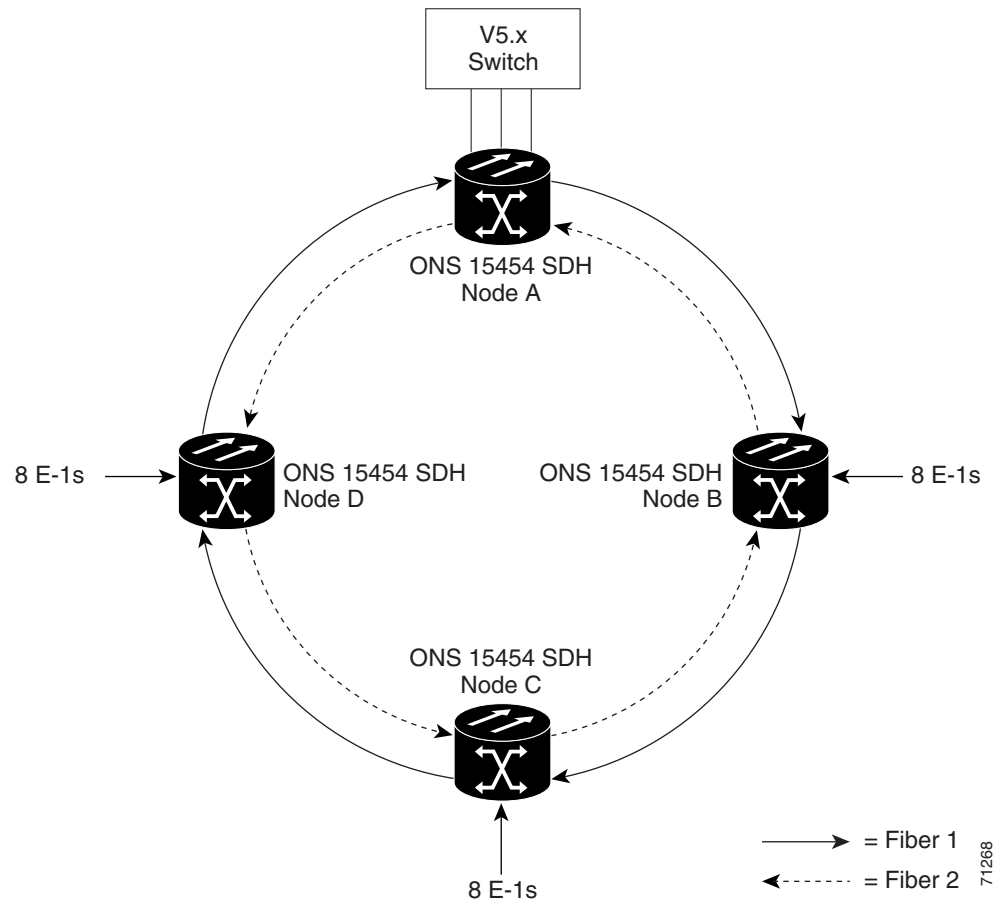 V5.x
Switch
ONS 15454 SDH
Node A
8 E-1s
ONS 15454 SDH
Node D
ONS 15454 SDH
Node B
8 E-1s
ONS 15454 SDH
Node C
8 E-1s
= Fiber 1
= Fiber 2
71268